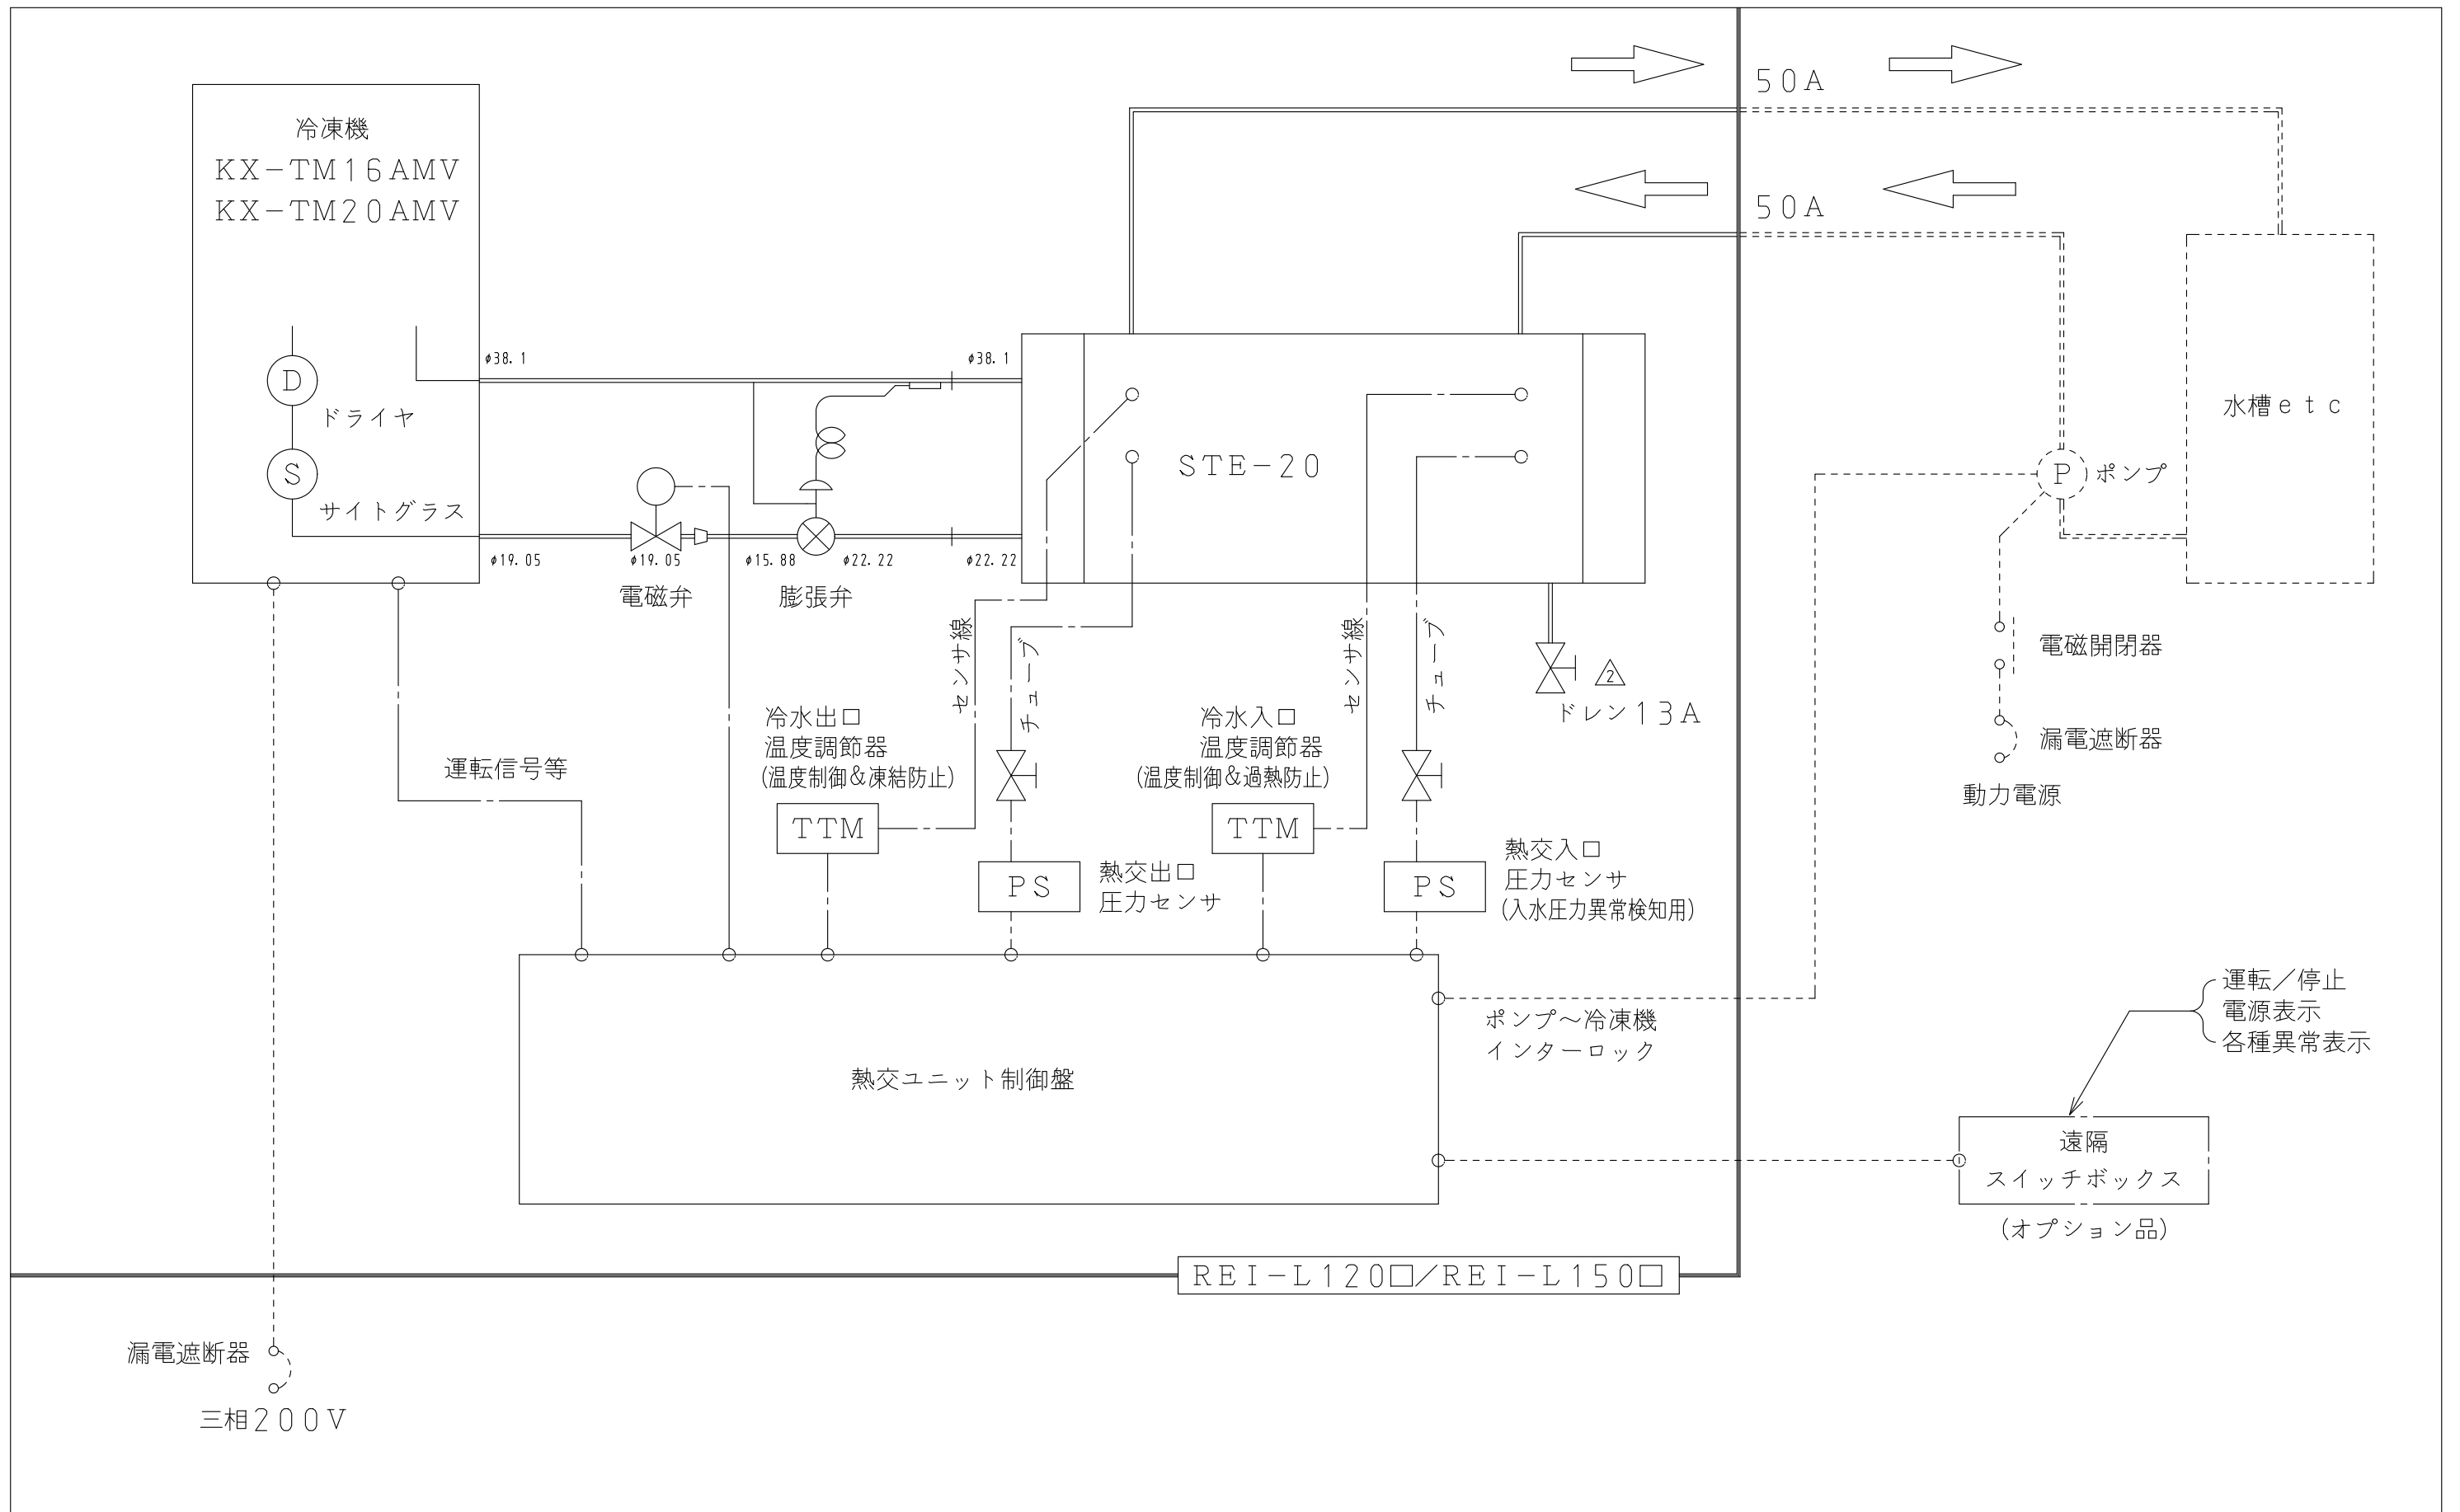 冷凍機
KX-TM16AMV
KX-TM20AMV
D
ドライヤ
S
サイトグラス
φ38.1
φ38.1
φ19.05
φ19.05
φ15.88
φ22.22
φ22.22
電磁弁
膨張弁
STE-20
50A
50A
水槽etc
P
ポンプ
電磁開閉器
漏電遮断器
動力電源
センサ線
チューブ
センサ線
チューブ
2
ドレン13A
運転信号等
冷水出口
温度調節器
(温度制御&凍結防止)
TTM
冷水入口
温度調節器
(温度制御&過熱防止)
TTM
PS
熱交出口
圧力センサ
PS
熱交入口
圧力センサ
(入水圧力異常検知用)
熱交ユニット制御盤
ポンプ～冷凍機
インターロック
運転／停止
電源表示
各種異常表示
遠隔
スイッチボックス
(オプション品)
REI-L120□／REI-L150□
漏電遮断器
三相200V